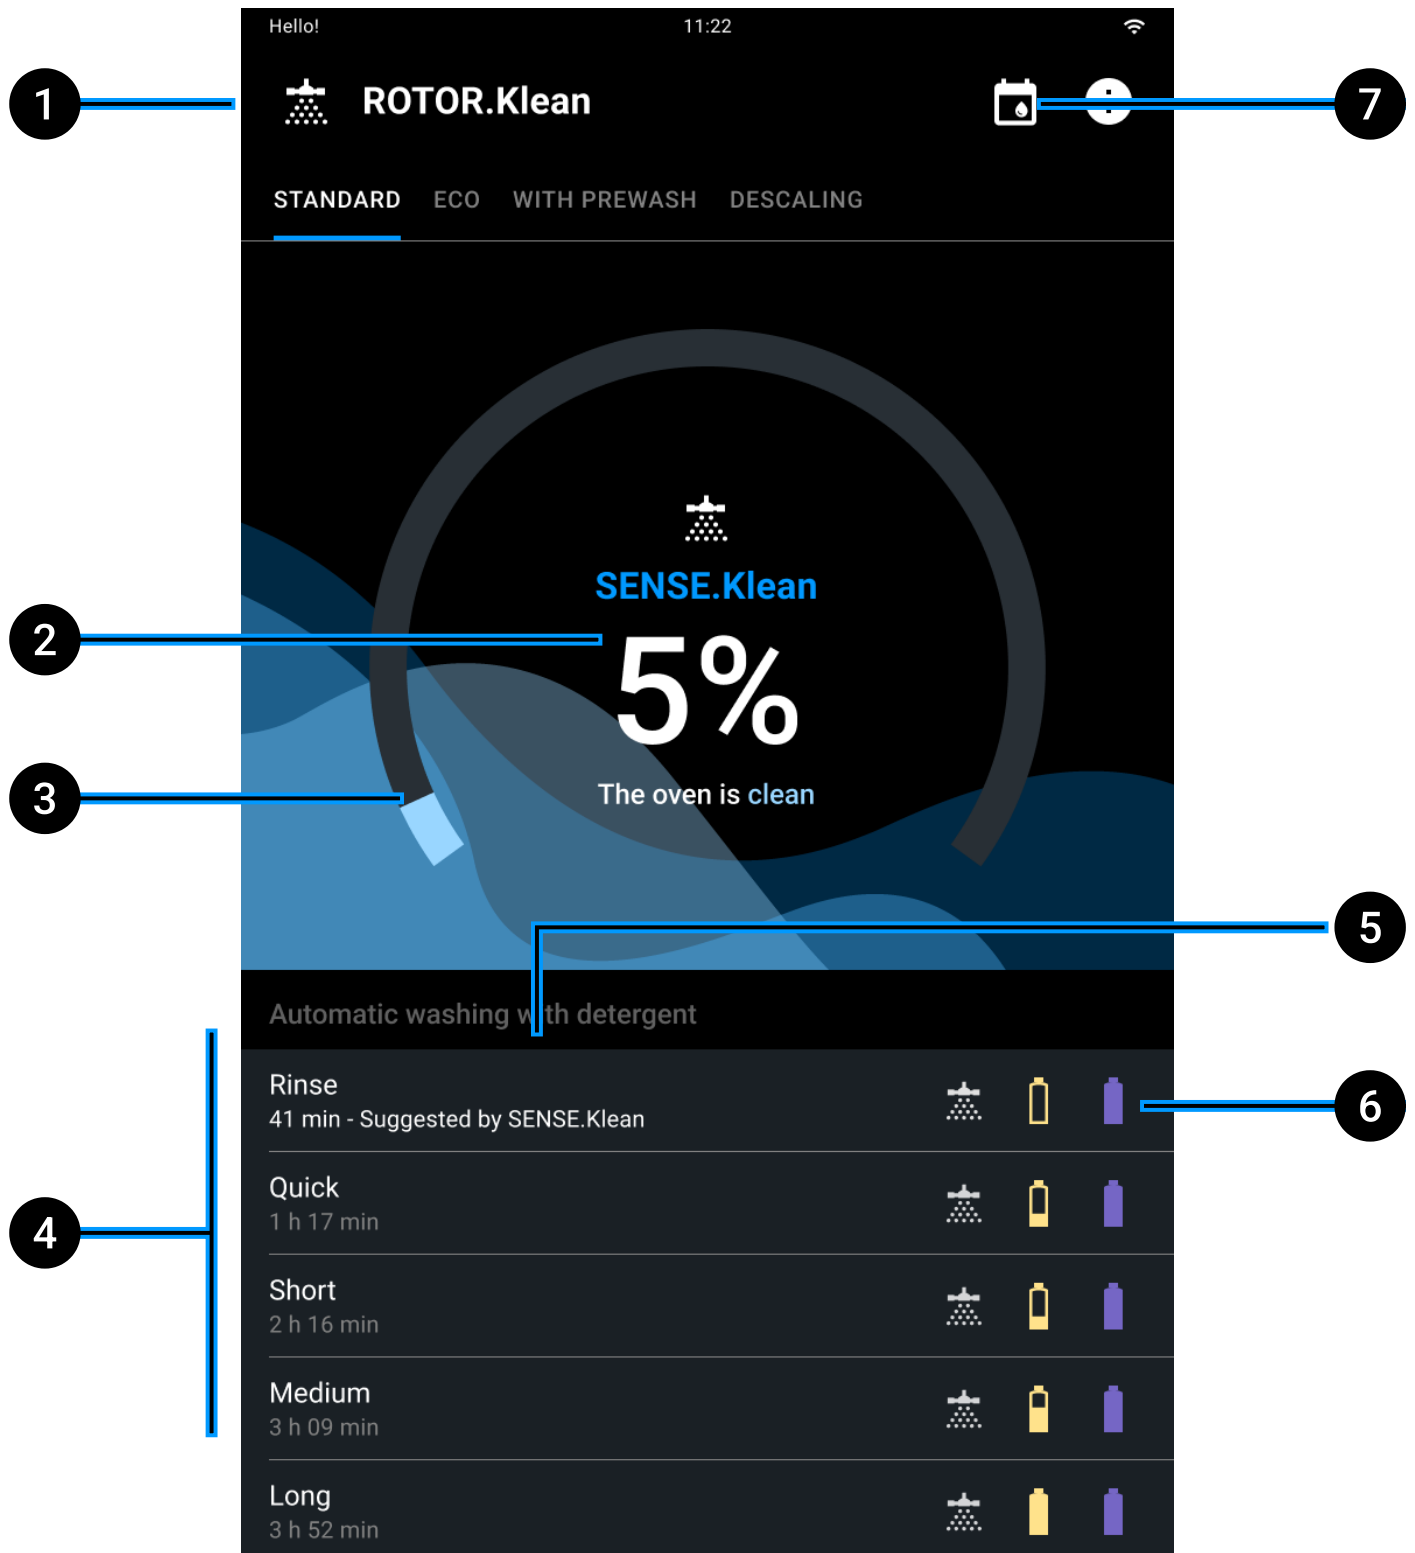 Hello!
11:22
1
ROTOR.Klean
7
STANDARD ECO WITH PREWASH DESCALING
SENSE.Klean
2
5%
3
The oven is clean
5
Automatic washing with detergent
Rinse
41 min - Suggested by SENSE.Klean
6
Quick
1 h 17 min
4
Short
2 h 16 min
Medium
3 h 09 min
Long
3 h 52 min